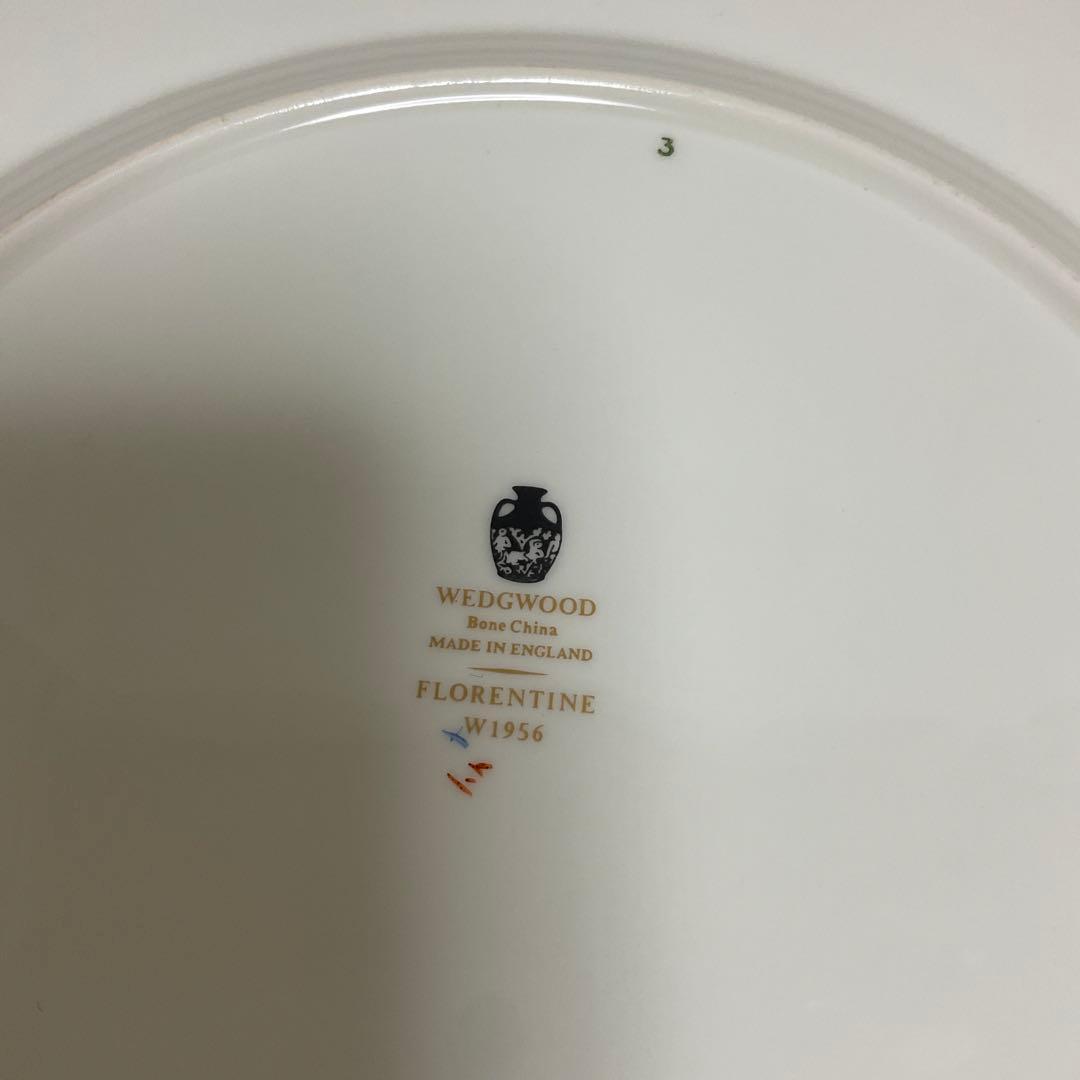 3
WEDGWOOD
Bone China
MADE IN ENGLAND
FLORENTINE
W1956